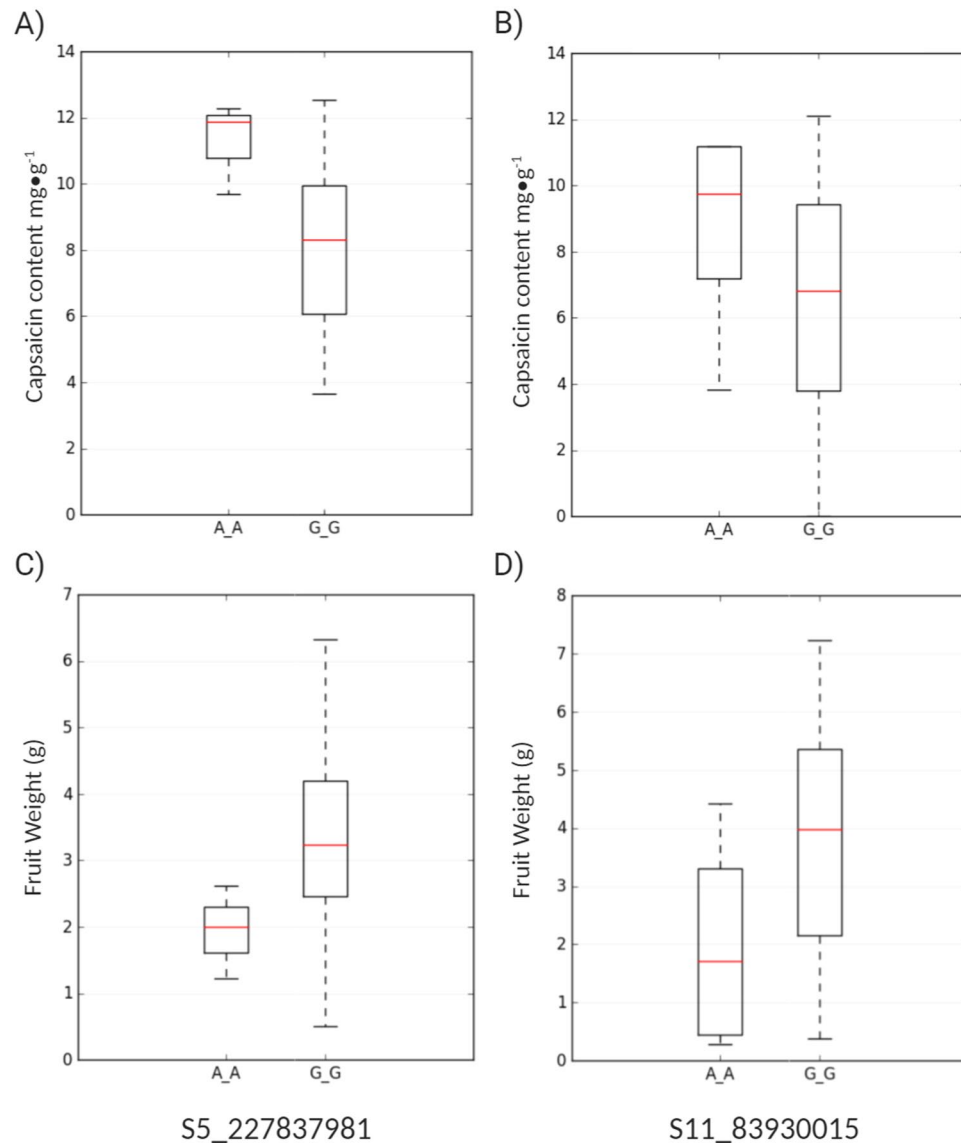 A)
Capsaicin content mg●g-1
14
12
10
8
6
4
2
0
A_A G_G
B)
Capsaicin content mg●g-1
14
12
10
8
6
4
2
0
A_A G_G
C)
Fruit Weight (g)
7
6
5
4
3
2
1
0
A_A G_G
D)
Fruit Weight (g)
8
7
6
5
4
3
2
1
0
A_A G_G
S5_227837981
S11_83930015